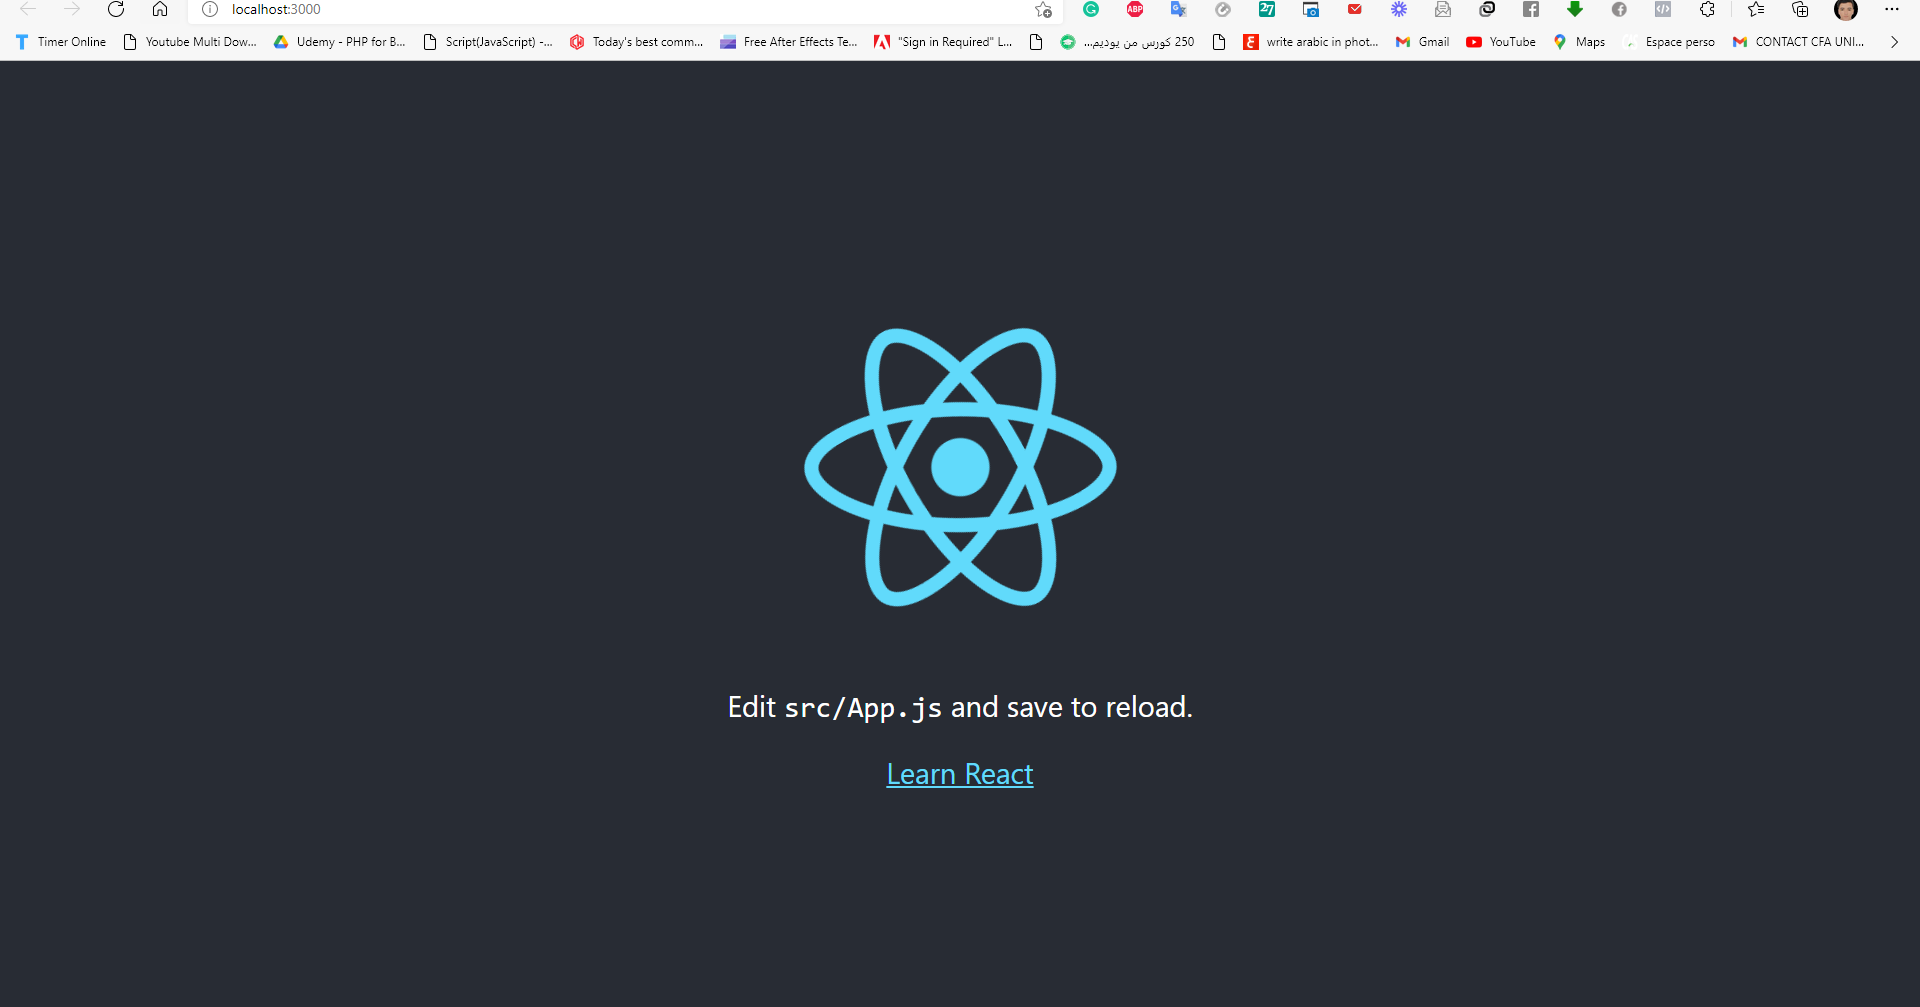 localhost:3000
ABP
27
Timer Online
Youtube Multi Dow...
Udemy - PHP for B...
Script(JavaScript) -...
Today's best comm...
Free After Effects Te...
"Sign in Required" L...
250 كورس من يوديم...
write arabic in phot...
Gmail
YouTube
Maps
Espace perso
CONTACT CFA UNI...
Edit src/App.js and save to reload.
Learn React